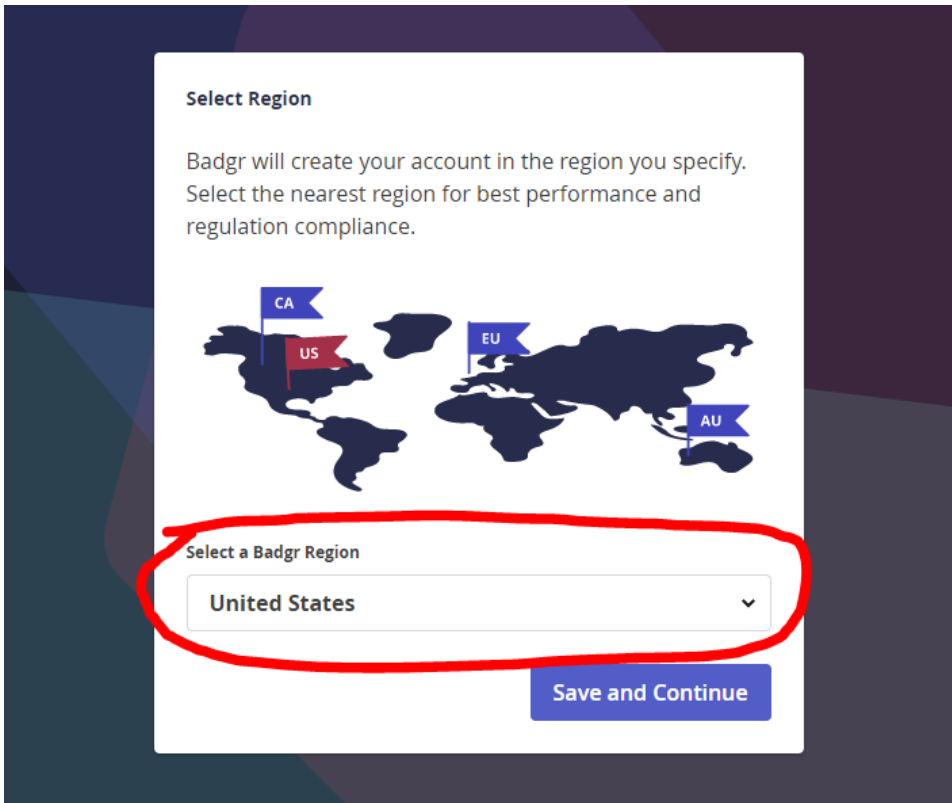 Select Region
Badgr will create your account in the region you specify.
Select the nearest region for best performance and
regulation compliance.
CA
US
EU
AU
Select a Badgr Region
United States
Save and Continue